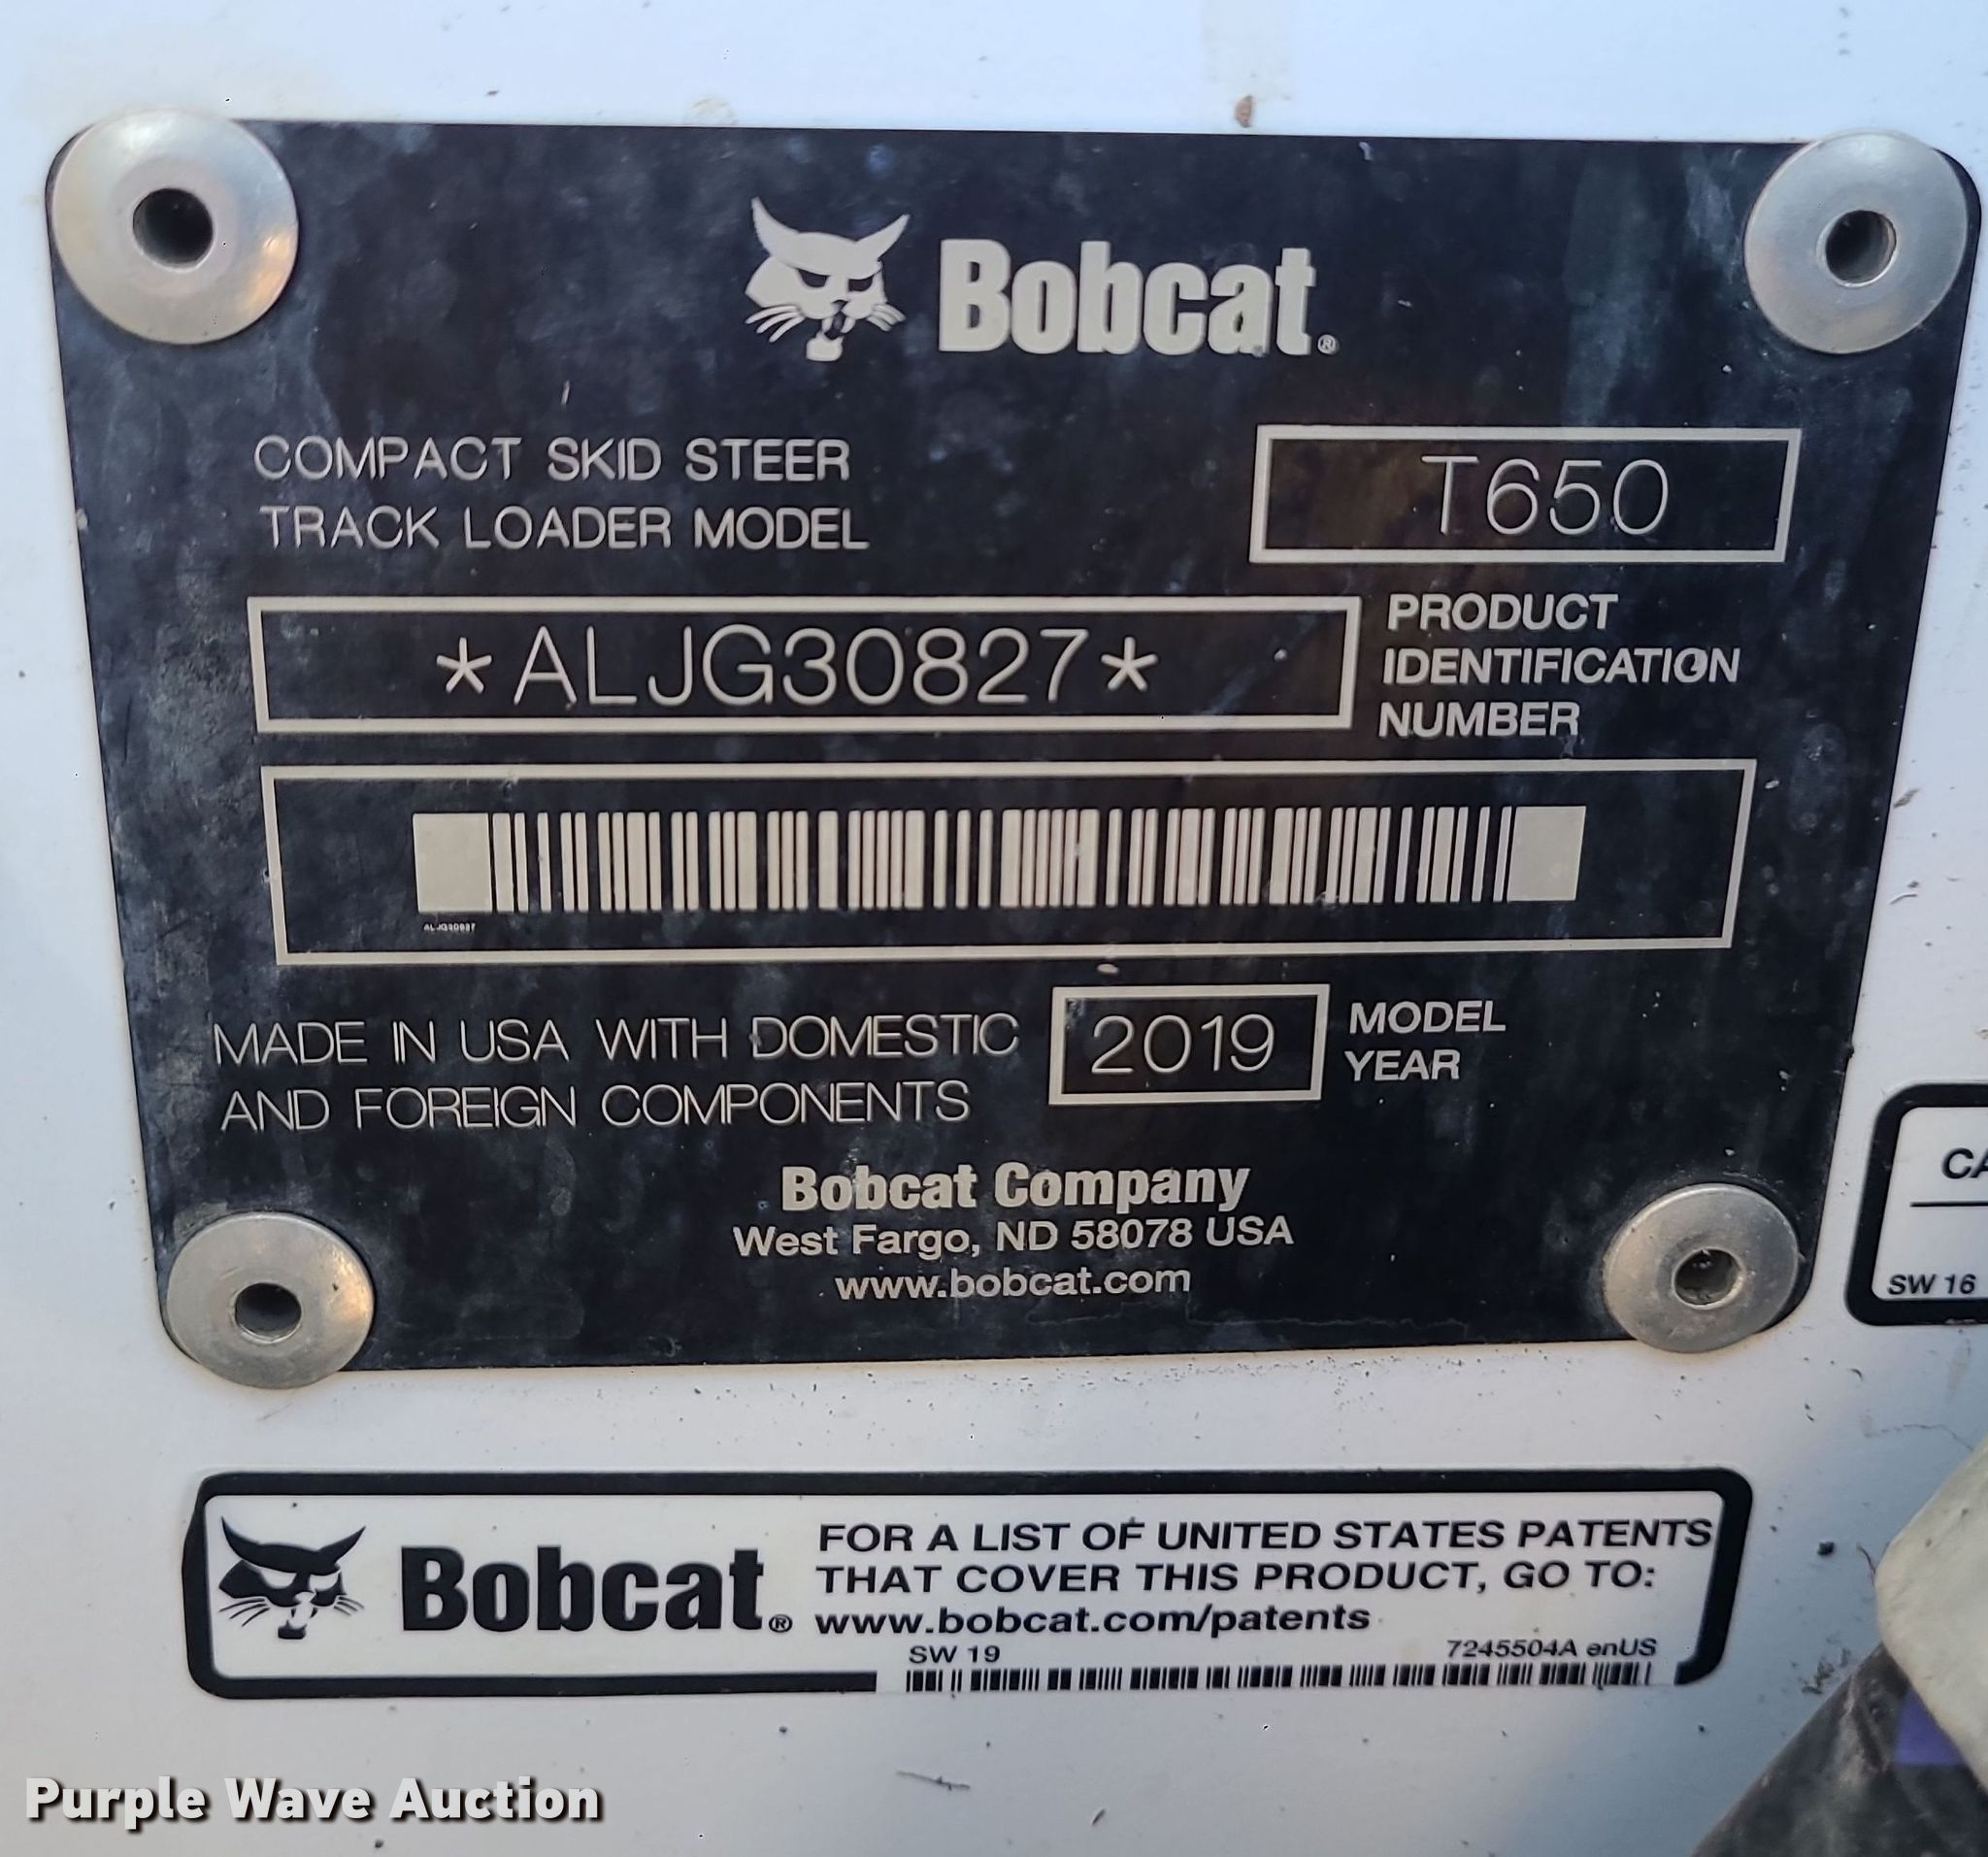 Bobcat®
COMPACT SKID STEER
TRACK LOADER MODEL
T650
*ALJG30827*
PRODUCT
IDENTIFICATION
NUMBER
ALJG30827
MADE IN USA WITH DOMESTIC
AND FOREIGN COMPONENTS
2019
MODEL
YEAR
Bobcat Company
West Fargo, ND 58078 USA
www.bobcat.com
CA
SW 16
Bobcat®
FOR A LIST OF UNITED STATES PATENTS
THAT COVER THIS PRODUCT, GO TO:
www.bobcat.com/patents
SW 19
7245504A enUS
Purple Wave Auction